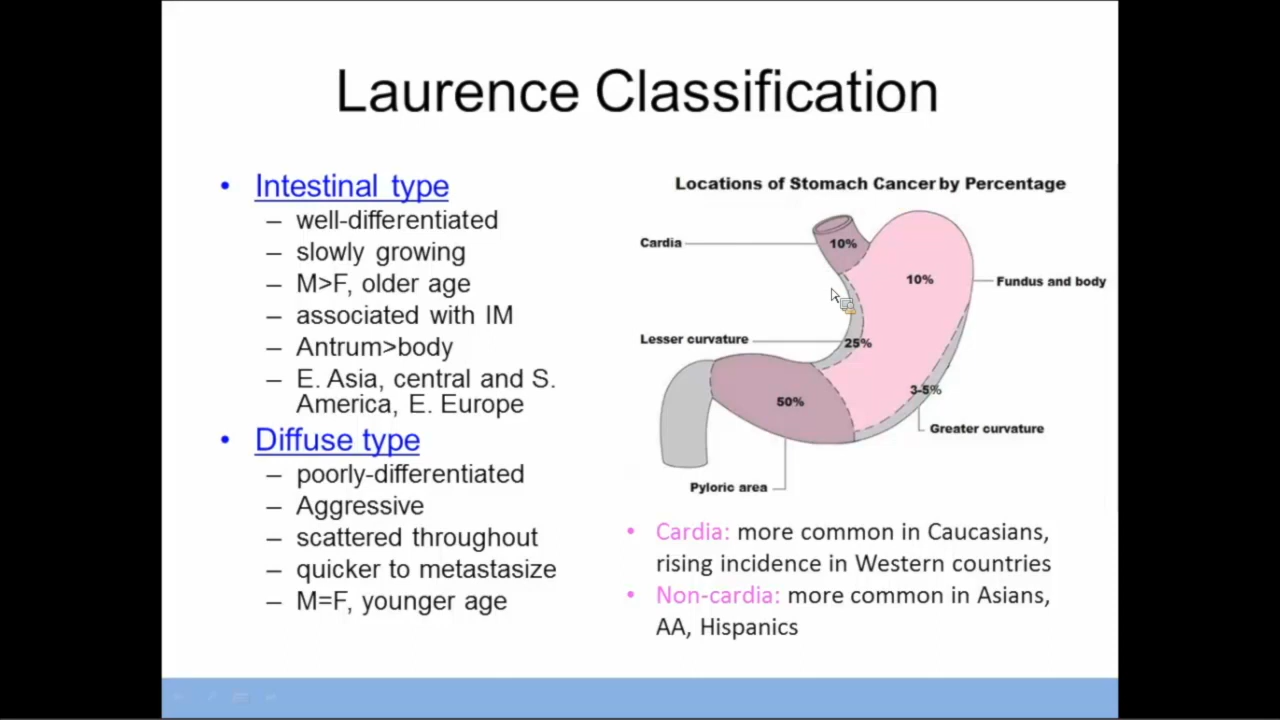 Laurence Classification
• Intestinal type
– well-differentiated
– slowly growing
– M>F, older age
– associated with IM
– Antrum>body
– E. Asia, central and S.
America, E. Europe
• Diffuse type
– poorly-differentiated
– Aggressive
– scattered throughout
– quicker to metastasize
– M=F, younger age
Locations of Stomach Cancer by Percentage
Cardia
10%
10%
Fundus and body
Lesser curvature
25%
3-5%
50%
Greater curvature
Pyloric area
• Cardia: more common in Caucasians,
rising incidence in Western countries
• Non-cardia: more common in Asians,
AA, Hispanics